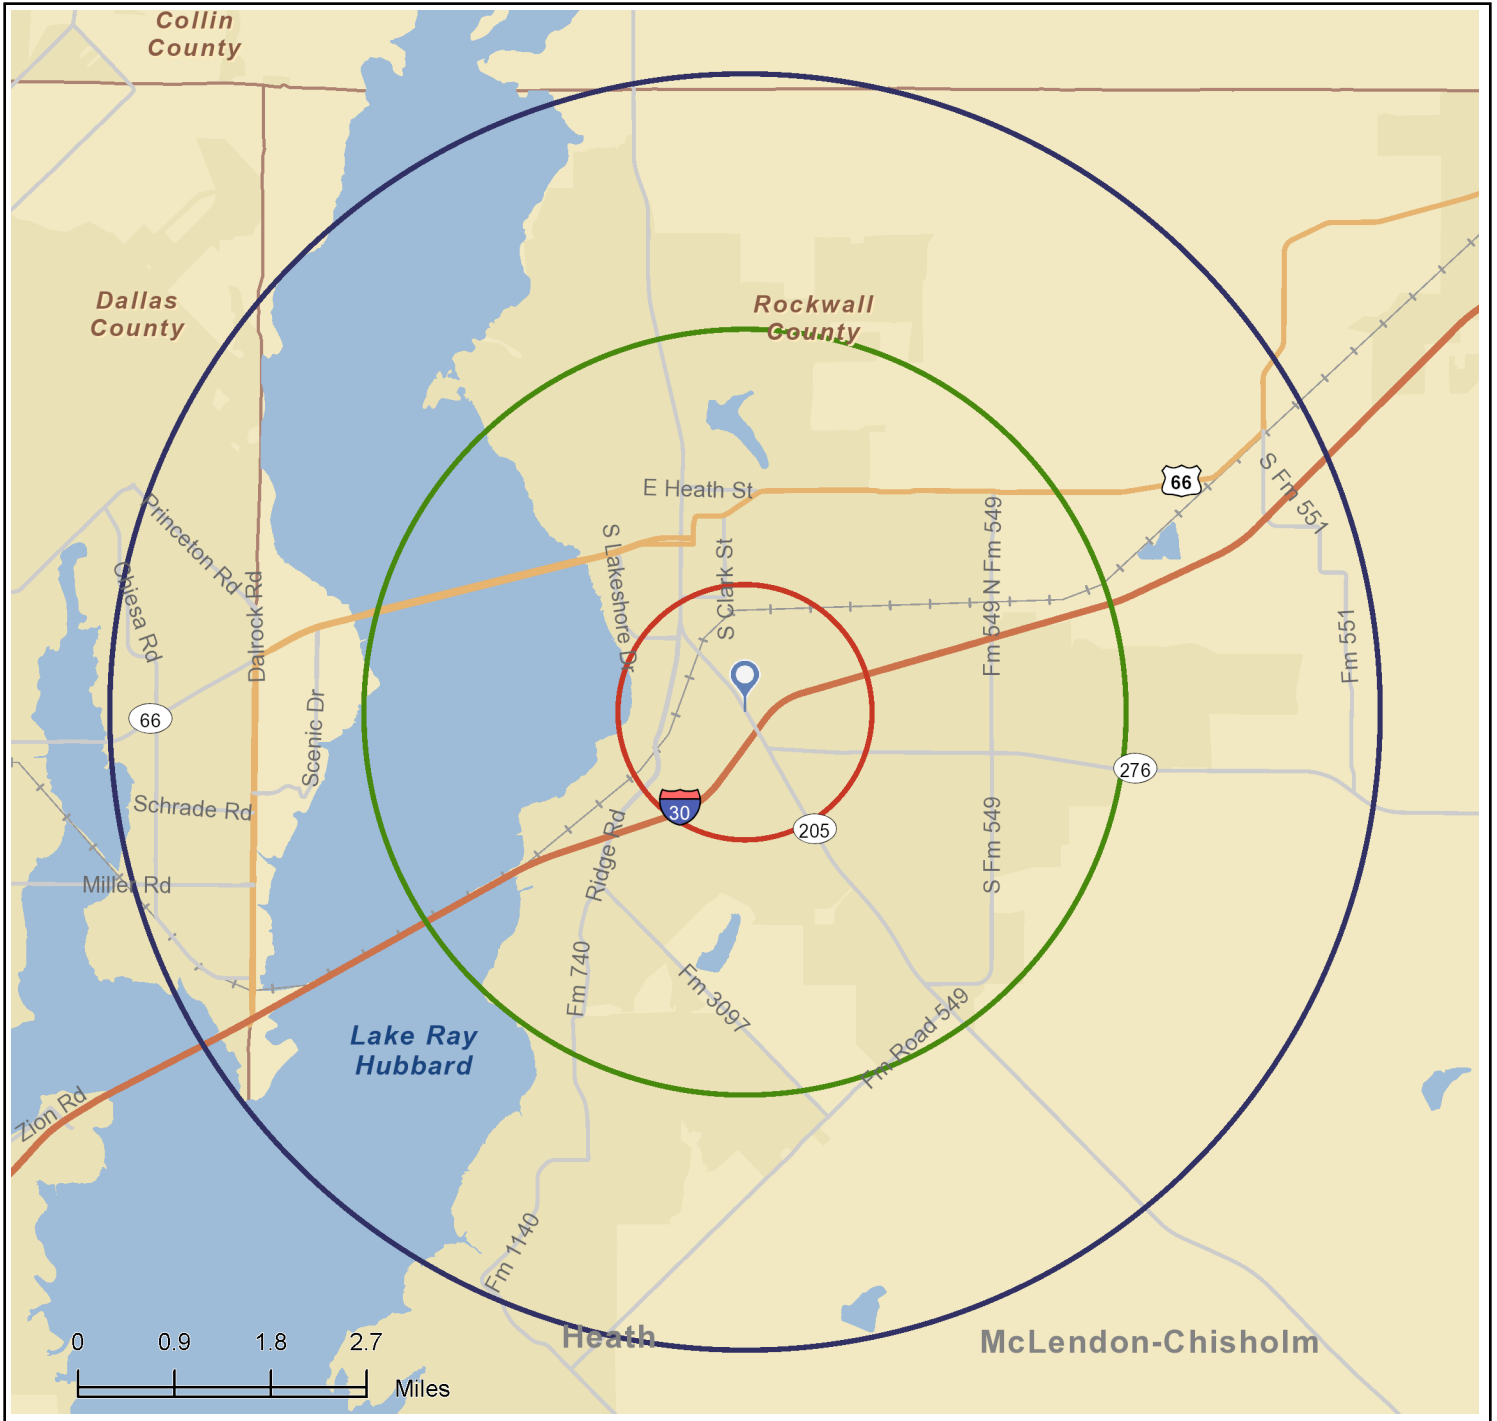 Collin
County
Dallas
County
Rockwall
County
E Heath St
66
S Fm 551
Princeton Rd
Chiesa Rd
Dalrock Rd
S Lakeshore Dr
S Clark St
N Fm 549
Fm 549
Fm 551
66
Scenic Dr
276
Schrade Rd
30
205
Ridge Rd
S Fm 549
Miller Rd
Fm 740
Fm 3097
Fm Road 549
Lake Ray
Hubbard
Zion Rd
Fm 1140
Heath
McLendon-Chisholm
0 0.9 1.8 2.7
Miles